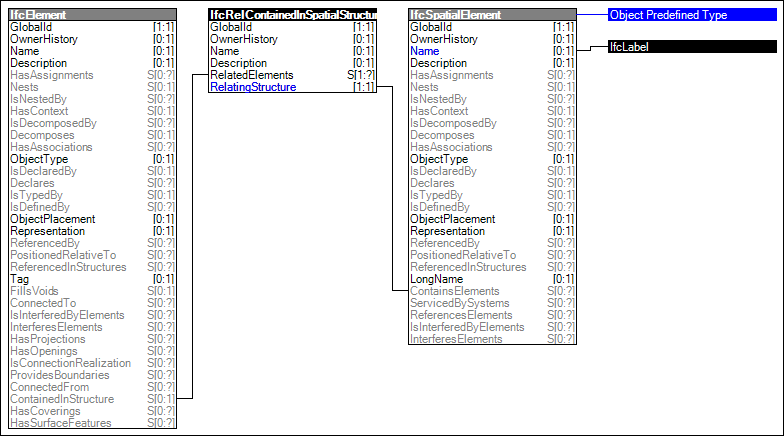 IfcElement
GlobalId [1:1]
OwnerHistory [0:1]
Name [0:1]
Description [0:1]
HasAssignments S[0:?]
Nests S[0:1]
IsNestedBy S[0:?]
HasContext S[0:1]
IsDecomposedBy S[0:?]
Decomposes S[0:1]
HasAssociations S[0:?]
ObjectType [0:1]
IsDeclaredBy S[0:1]
Declares S[0:?]
IsTypedBy S[0:1]
IsDefinedBy S[0:?]
ObjectPlacement [0:1]
Representation [0:1]
ReferencedBy S[0:?]
PositionedRelativeTo S[0:?]
ReferencedInStructures S[0:?]
Tag [0:1]
FillsVoids S[0:1]
ConnectedTo S[0:?]
IsInterferedByElements S[0:?]
InterferesElements S[0:?]
HasProjections S[0:?]
HasOpenings S[0:?]
IsConnectionRealization S[0:?]
ProvidesBoundaries S[0:?]
ConnectedFrom S[0:?]
ContainedInStructure S[0:1]
HasCoverings S[0:?]
HasSurfaceFeatures S[0:?]
IfcRelContainedInSpatialStructure
GlobalId [1:1]
OwnerHistory [0:1]
Name [0:1]
Description [0:1]
RelatedElements S[1:?]
RelatingStructure [1:1]
IfcSpatialElement
GlobalId [1:1]
OwnerHistory [0:1]
Name [0:1]
Description [0:1]
HasAssignments S[0:?]
Nests S[0:1]
IsNestedBy S[0:?]
HasContext S[0:1]
IsDecomposedBy S[0:?]
Decomposes S[0:1]
HasAssociations S[0:?]
ObjectType [0:1]
IsDeclaredBy S[0:1]
Declares S[0:?]
IsTypedBy S[0:1]
IsDefinedBy S[0:?]
ObjectPlacement [0:1]
Representation [0:1]
ReferencedBy S[0:?]
PositionedRelativeTo S[0:?]
ReferencedInStructures S[0:?]
LongName [0:1]
ContainsElements S[0:?]
ServicedBySystems S[0:?]
ReferencesElements S[0:?]
IsInterferedByElements S[0:?]
InterferesElements S[0:?]
Object Predefined Type
IfcLabel